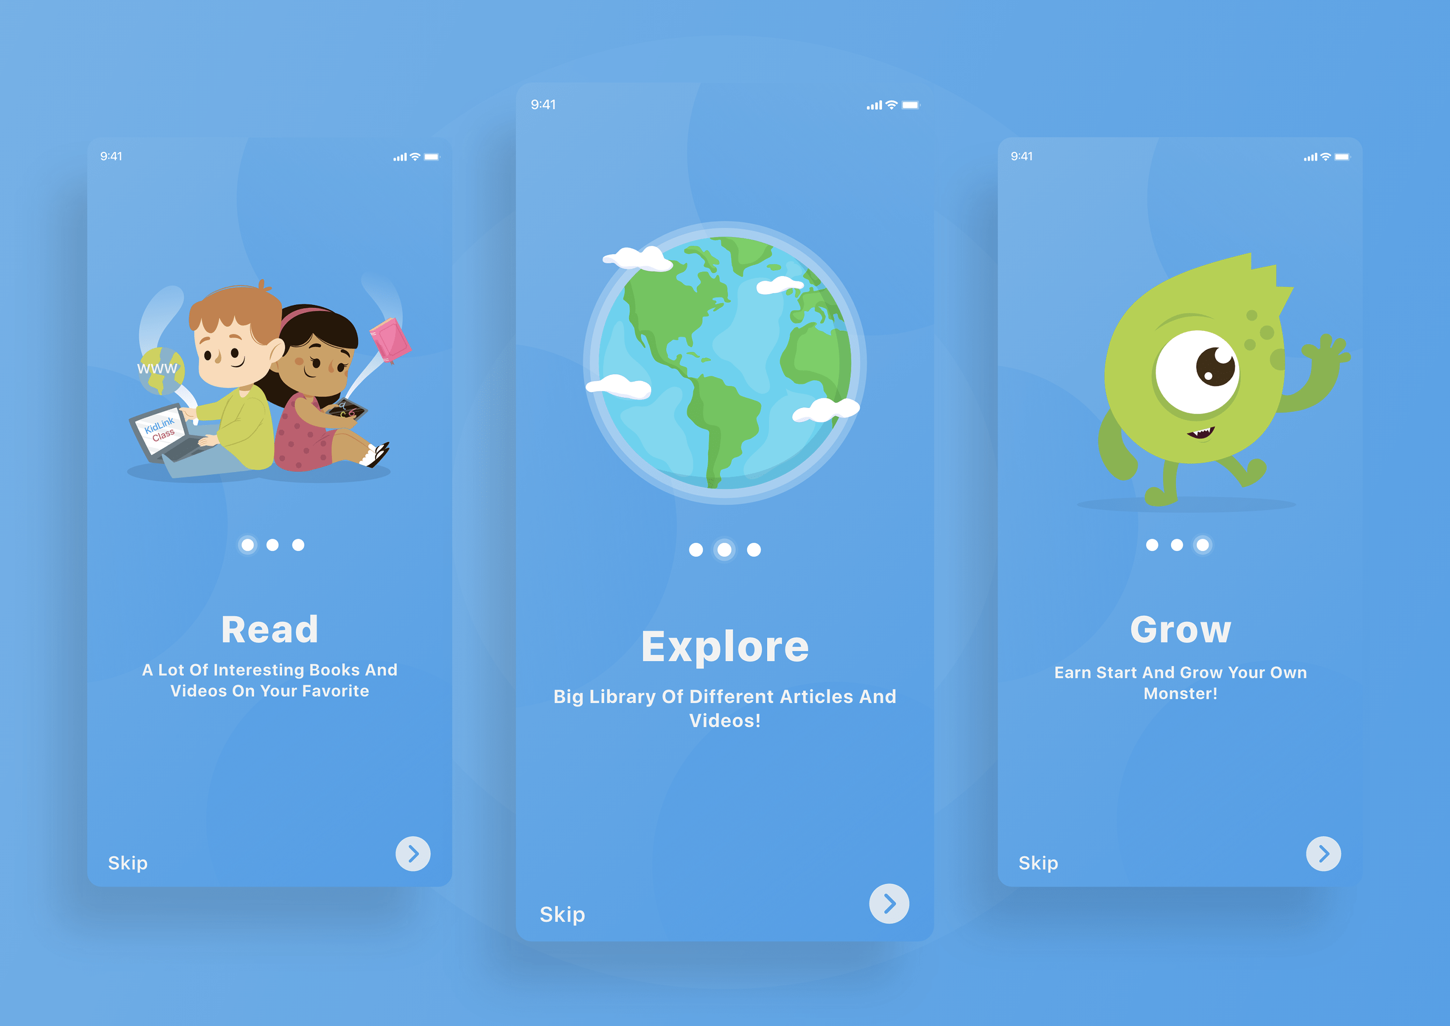 9:41
WWW
KidLink
Class
Read
A Lot Of Interesting Books And
Videos On Your Favorite
Skip
9:41
Explore
Big Library Of Different Articles And
Videos!
Skip
9:41
Grow
Earn Start And Grow Your Own
Monster!
Skip